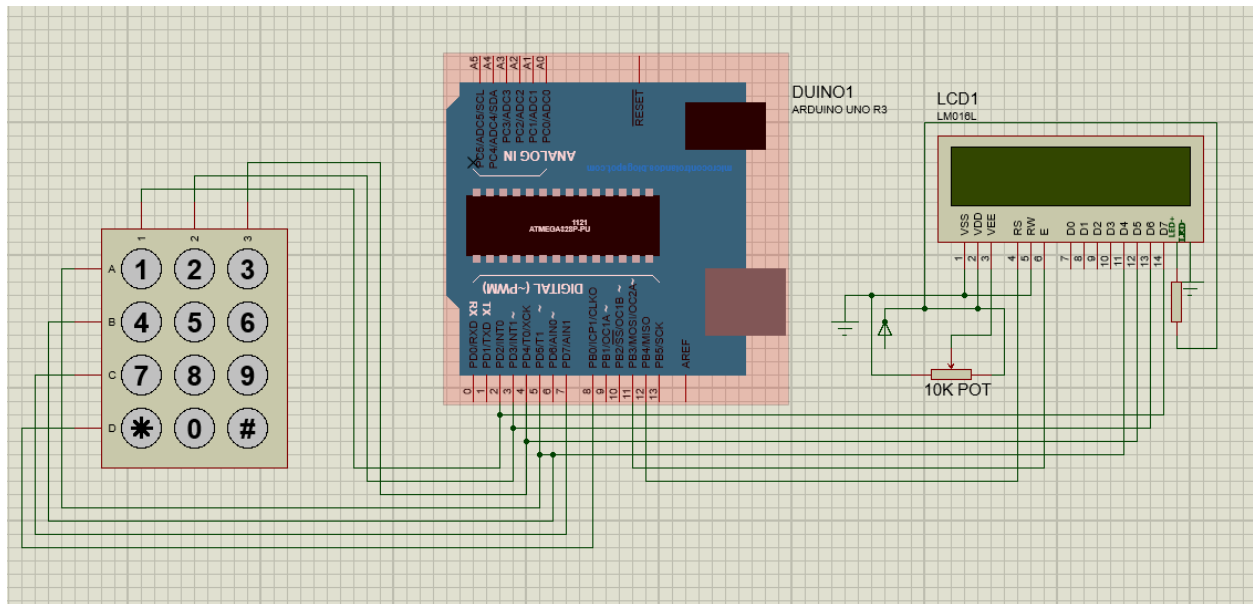 DUINO1
ARDUINO UNO R3
LCD1
LM016L
A5
A4
A3
A2
A1
A0
PC5/ADC5/SCL
PC4/ADC4/SDA
PC3/ADC3
PC2/ADC2
PC1/ADC1
PC0/ADC0
RESET
ANALOG IN
1121
ATMEGA328P-PU
DIGITAL (~PWM)
RX
TX
~
~
~
~
~
~
PD0/RXD
PD1/TXD
PD2/INT0
PD3/INT1
PD4/T0/XCK
PD5/T1
PD6/AIN0
PD7/AIN1
PB0/ICP1/CLKO
PB1/OC1A
PB2/SS/OC1B
PB3/MOSI/OC2A
PB4/MISO
PB5/SCK
AREF
0
1
2
3
4
5
6
7
8
9
10
11
12
13
1 2 3
A 1 2 3
B 4 5 6
C 7 8 9
D * 0 #
VSS
VDD
VEE
RS
RW
E
D0
D1
D2
D3
D4
D5
D6
D7
LED+
LED-
1
2
3
4
5
6
7
8
9
10
11
12
13
14
10K POT